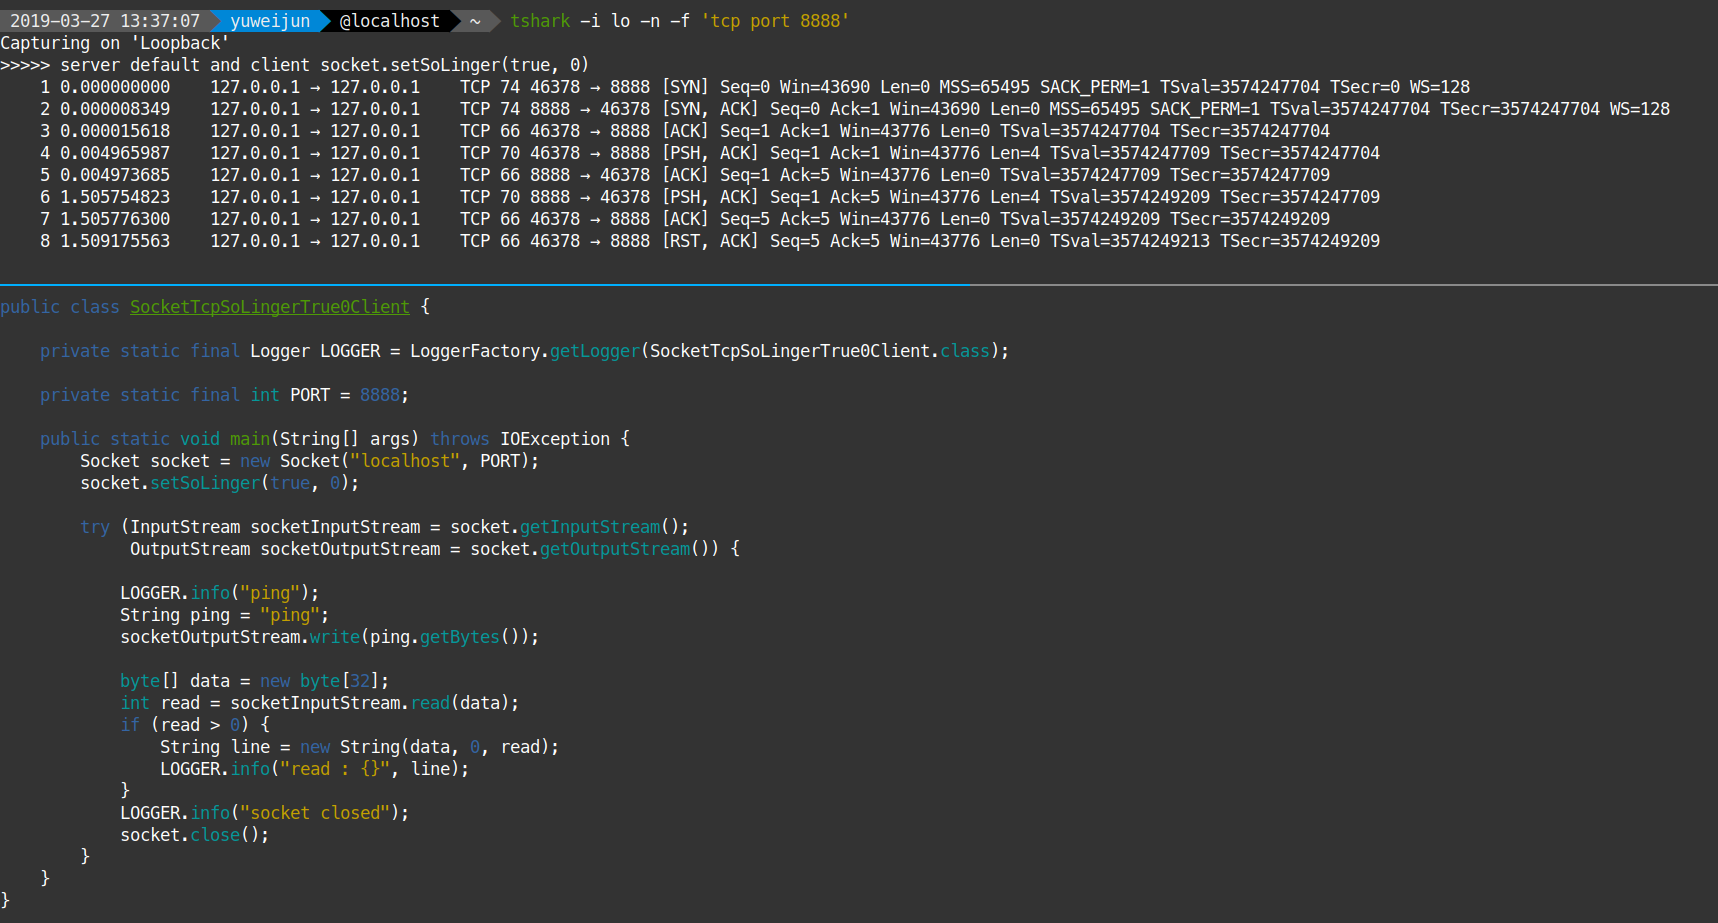 2019-03-27 13:37:07 yuweijun @localhost ~ tshark -i lo -n -f 'tcp port 8888'
Capturing on 'Loopback'
>>>>> server default and client socket.setSoLinger(true, 0)
    1 0.000000000    127.0.0.1 → 127.0.0.1    TCP 74 46378 → 8888 [SYN] Seq=0 Win=43690 Len=0 MSS=65495 SACK_PERM=1 TSval=3574247704 TSecr=0 WS=128
    2 0.000008349    127.0.0.1 → 127.0.0.1    TCP 74 8888 → 46378 [SYN, ACK] Seq=0 Ack=1 Win=43690 Len=0 MSS=65495 SACK_PERM=1 TSval=3574247704 TSecr=3574247704 WS=128
    3 0.000015618    127.0.0.1 → 127.0.0.1    TCP 66 46378 → 8888 [ACK] Seq=1 Ack=1 Win=43776 Len=0 TSval=3574247704 TSecr=3574247704
    4 0.004965987    127.0.0.1 → 127.0.0.1    TCP 70 46378 → 8888 [PSH, ACK] Seq=1 Ack=1 Win=43776 Len=4 TSval=3574247709 TSecr=3574247704
    5 0.004973685    127.0.0.1 → 127.0.0.1    TCP 66 8888 → 46378 [ACK] Seq=1 Ack=5 Win=43776 Len=0 TSval=3574247709 TSecr=3574247709
    6 1.505754823    127.0.0.1 → 127.0.0.1    TCP 70 8888 → 46378 [PSH, ACK] Seq=1 Ack=5 Win=43776 Len=4 TSval=3574249209 TSecr=3574247709
    7 1.505776300    127.0.0.1 → 127.0.0.1    TCP 66 46378 → 8888 [ACK] Seq=5 Ack=5 Win=43776 Len=0 TSval=3574249209 TSecr=3574249209
    8 1.509175563    127.0.0.1 → 127.0.0.1    TCP 66 46378 → 8888 [RST, ACK] Seq=5 Ack=5 Win=43776 Len=0 TSval=3574249213 TSecr=3574249209
public class SocketTcpSoLingerTrue0Client {
    private static final Logger LOGGER = LoggerFactory.getLogger(SocketTcpSoLingerTrue0Client.class);
    private static final int PORT = 8888;
    public static void main(String[] args) throws IOException {
        Socket socket = new Socket("localhost", PORT);
        socket.setSoLinger(true, 0);
        try (InputStream socketInputStream = socket.getInputStream();
             OutputStream socketOutputStream = socket.getOutputStream()) {
            LOGGER.info("ping");
            String ping = "ping";
            socketOutputStream.write(ping.getBytes());
            byte[] data = new byte[32];
            int read = socketInputStream.read(data);
            if (read > 0) {
                String line = new String(data, 0, read);
                LOGGER.info("read : {}", line);
            }
            LOGGER.info("socket closed");
            socket.close();
        }
    }
}